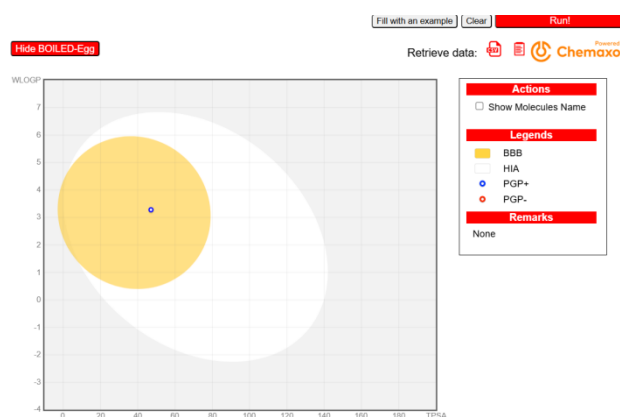 Fill with an example Clear Run!
Hide BOILED-Egg
Retrieve data: Powered
Chemaxo
WLOGP
7
6
5
4
3
2
1
0
-1
-2
-3
-4
0 20 40 60 80 100 120 140 160 180 TPSA
Actions
Show Molecules Name
Legends
BBB
HIA
PGP+
PGP-
Remarks
None